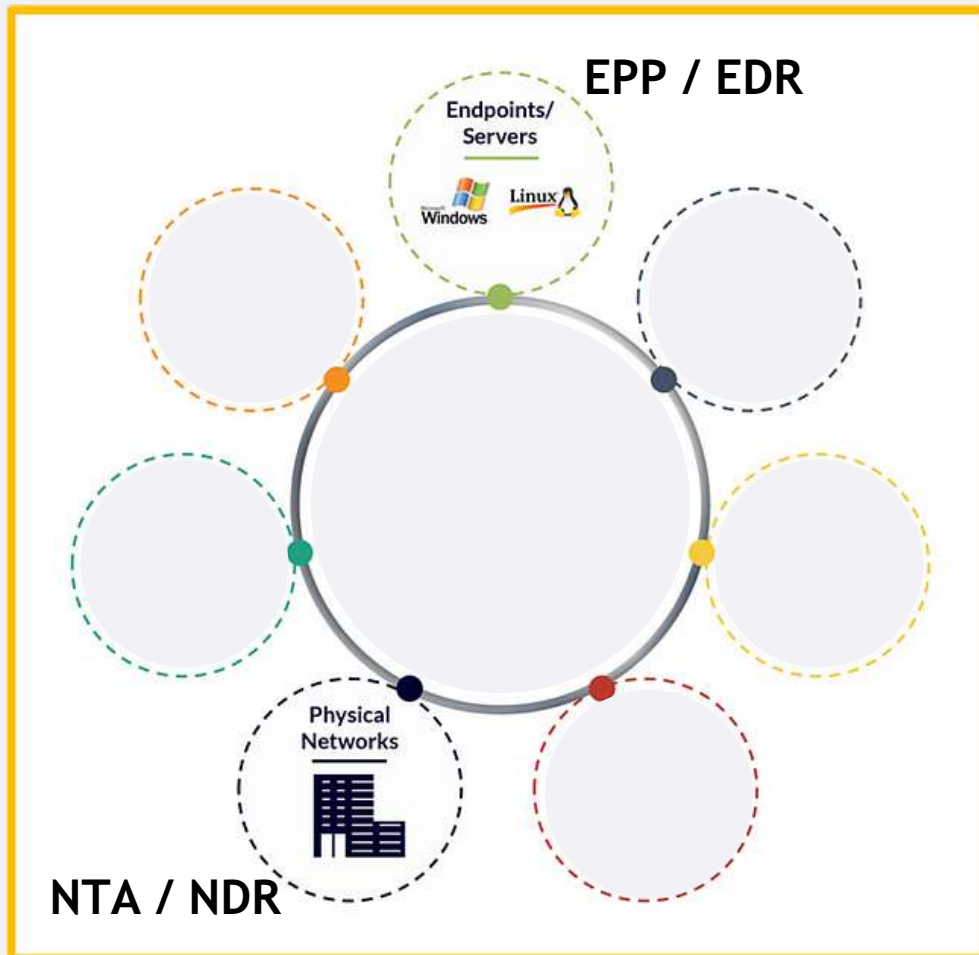 EPP / EDR
Endpoints/
Servers
Microsoft
Windows
Linux
Physical
Networks
NTA / NDR